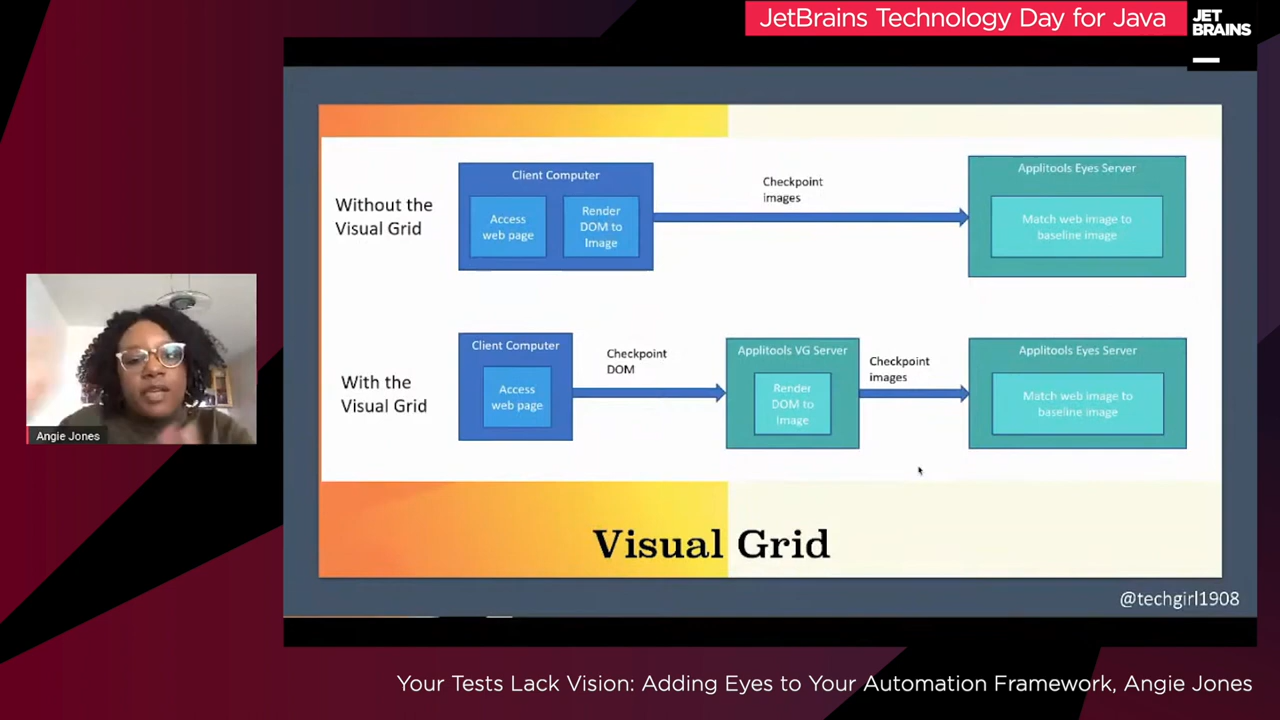 JetBrains Technology Day for Java
JET
BRAINS
Without the
Visual Grid
Client Computer
Access
web page
Render
DOM to
Image
Checkpoint
images
Applitools Eyes Server
Match web image to
baseline image
With the
Visual Grid
Client Computer
Access
web page
Checkpoint
DOM
Applitools VG Server
Render
DOM to
Image
Checkpoint
images
Applitools Eyes Server
Match web image to
baseline image
Visual Grid
@techgirl1908
Angie Jones
Your Tests Lack Vision: Adding Eyes to Your Automation Framework, Angie Jones